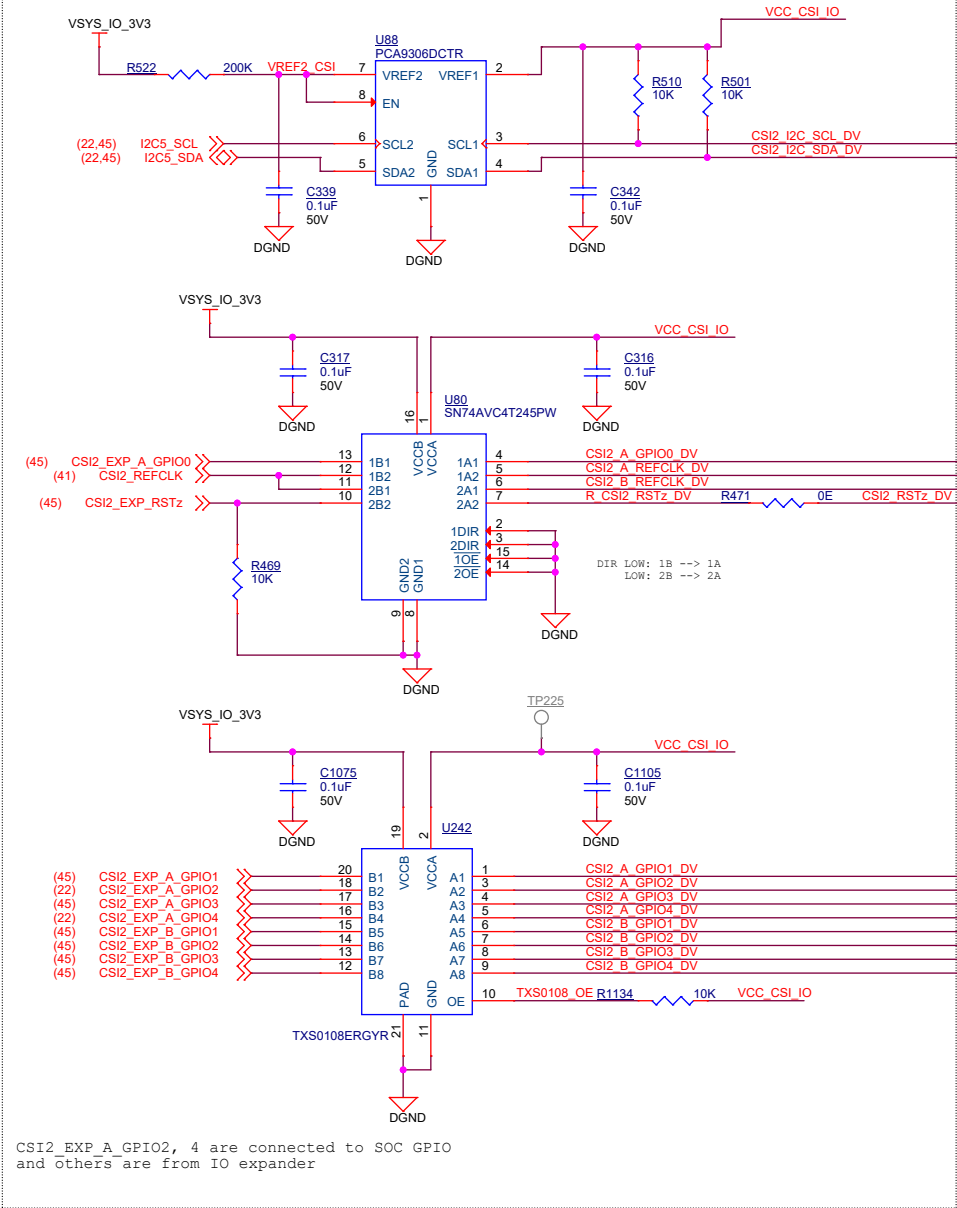 VCC_CSI_IO
VSYS_IO_3V3
U88
PCA9306DCTR
R522 200K VREF2_CSI 7 VREF2 VREF1 2
R510 10K
R501 10K
8 EN
(22,45) I2C5_SCL 6 SCL2 SCL1 3 CSI2_I2C_SCL_DV
(22,45) I2C5_SDA 5 SDA2 GND SDA1 4 CSI2_I2C_SDA_DV
1
C339
0.1uF
50V
C342
0.1uF
50V
DGND DGND DGND
VSYS_IO_3V3
VCC_CSI_IO
C317
0.1uF
50V
C316
0.1uF
50V
DGND DGND
U80
SN74AVC4T245PW
16 1
VCCB VCCA
(45) CSI2_EXP_A_GPIO0 13 1B1 1A1 4 CSI2_A_GPIO0_DV
(41) CSI2_REFCLK 12 1B2 1A2 5 CSI2_A_REFCLK_DV
11 2B1 2A1 6 CSI2_B_REFCLK_DV
(45) CSI2_EXP_RSTz 10 2B2 2A2 7 R_CSI2_RSTz_DV R471 0E CSI2_RSTz_DV
1DIR 2
2DIR 3
1OE 15
2OE 14
R469
10K
GND2 GND1
9 8
DIR LOW: 1B --> 1A
LOW: 2B --> 2A
DGND
DGND
TP225
VSYS_IO_3V3
VCC_CSI_IO
C1075
0.1uF
50V
C1105
0.1uF
50V
DGND DGND
U242
19 2
VCCB VCCA
(45) CSI2_EXP_A_GPIO1 20 B1 A1 1 CSI2_A_GPIO1_DV
(22) CSI2_EXP_A_GPIO2 18 B2 A2 3 CSI2_A_GPIO2_DV
(45) CSI2_EXP_A_GPIO3 17 B3 A3 4 CSI2_A_GPIO3_DV
(22) CSI2_EXP_A_GPIO4 16 B4 A4 5 CSI2_A_GPIO4_DV
(45) CSI2_EXP_B_GPIO1 15 B5 A5 6 CSI2_B_GPIO1_DV
(45) CSI2_EXP_B_GPIO2 14 B6 A6 7 CSI2_B_GPIO2_DV
(45) CSI2_EXP_B_GPIO3 13 B7 A7 8 CSI2_B_GPIO3_DV
(45) CSI2_EXP_B_GPIO4 12 B8 A8 9 CSI2_B_GPIO4_DV
PAD GND OE 10 TXS0108_OE R1134 10K VCC_CSI_IO
TXS0108ERGYR 21 11
DGND
CSI2_EXP_A_GPIO2, 4 are connected to SOC GPIO
and others are from IO expander